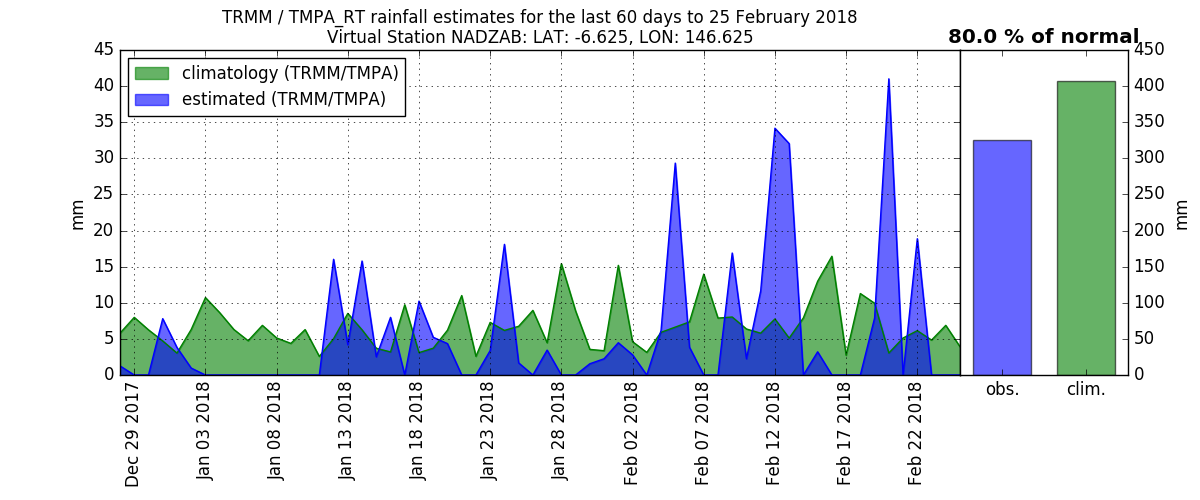 TRMM / TMPA_RT rainfall estimates for the last 60 days to 25 February 2018
Virtual Station NADZAB: LAT: -6.625, LON: 146.625
80.0 % of normal
climatology (TRMM/TMPA)
estimated (TRMM/TMPA)
mm
45
40
35
30
25
20
15
10
5
0
Dec 29 2017
Jan 03 2018
Jan 08 2018
Jan 13 2018
Jan 18 2018
Jan 23 2018
Jan 28 2018
Feb 02 2018
Feb 07 2018
Feb 12 2018
Feb 17 2018
Feb 22 2018
obs.
clim.
450
400
350
300
250
200
150
100
50
0
mm